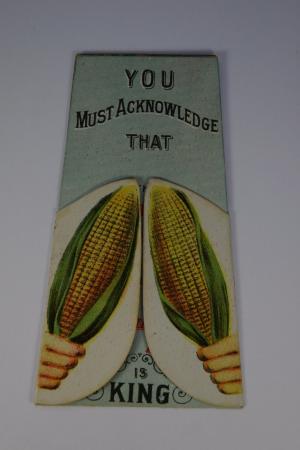 YOU
MUST ACKNOWLEDGE
THAT
IS
KING